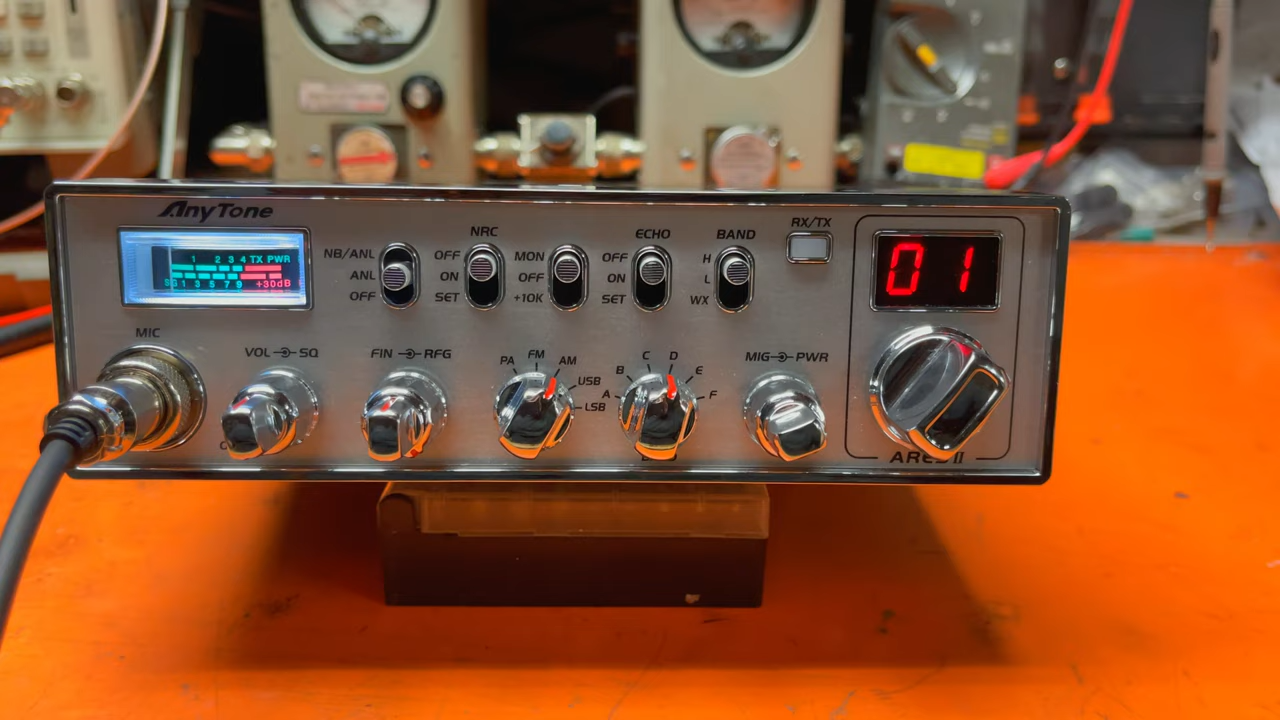 AnyTone
1 2 3 4 TX PWR
S 1 3 5 7 9 +30dB
NB/ANL
ANL
OFF
NRC
OFF
ON
SET
MON
OFF
+10K
ECHO
OFF
ON
SET
BAND
H
L
WX
RX/TX
01
MIC
VOL SQ
FIN RFG
PA FM AM USB LSB
A B C D E F
MIG PWR
ARES II